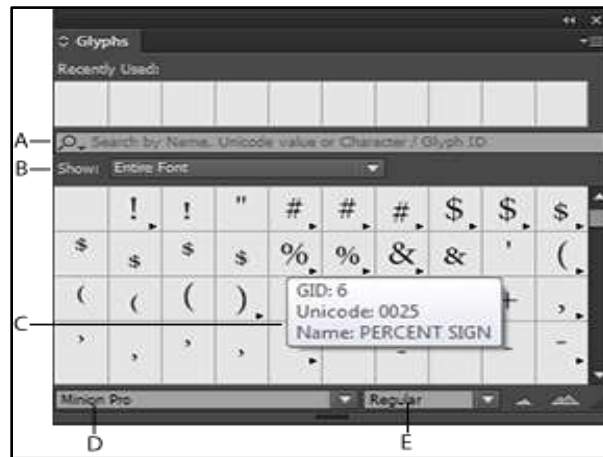 Glyphs
Recently Used:
A
Search by Name, Unicode value or Character / Glyph ID
B
Show: Entire Font
! ! " # # # $ $ $
$ $ $ $ % % & & ' (
( ( ( ) + ,
C
, , , , - - – -
GID: 6
Unicode: 0025
Name: PERCENT SIGN
Minion Pro Regular
D E